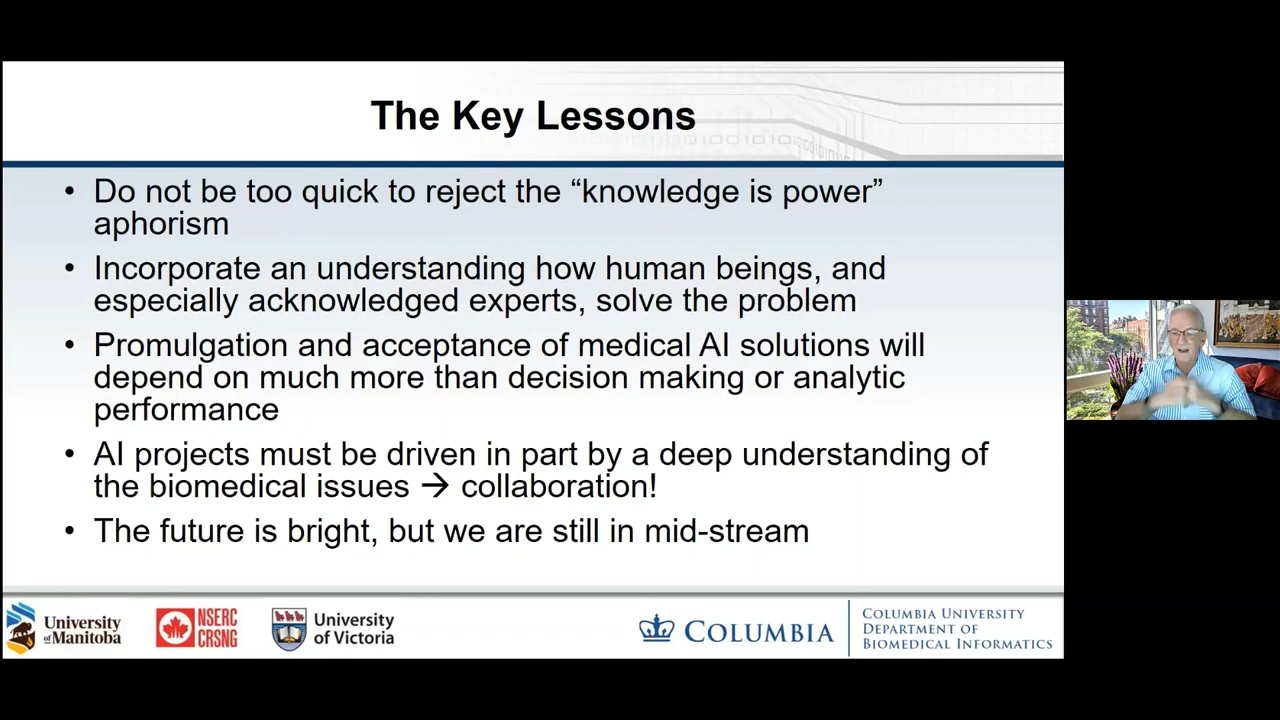 The Key Lessons
• Do not be too quick to reject the “knowledge is power”
aphorism
• Incorporate an understanding how human beings, and
especially acknowledged experts, solve the problem
• Promulgation and acceptance of medical AI solutions will
depend on much more than decision making or analytic
performance
• AI projects must be driven in part by a deep understanding of
the biomedical issues → collaboration!
• The future is bright, but we are still in mid-stream
University
of Manitoba
NSERC
CRSNG
University
of Victoria
COLUMBIA
COLUMBIA UNIVERSITY
DEPARTMENT OF
BIOMEDICAL INFORMATICS